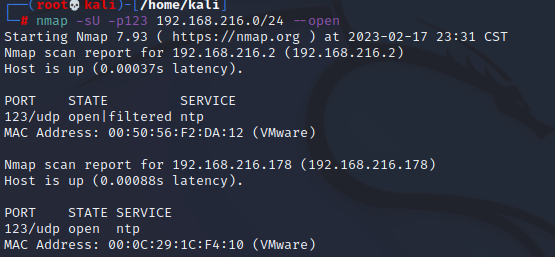 (root💀kali)-[/home/kali]
# nmap -sU -p123 192.168.216.0/24 --open
Starting Nmap 7.93 ( https://nmap.org ) at 2023-02-17 23:31 CST
Nmap scan report for 192.168.216.2 (192.168.216.2)
Host is up (0.00037s latency).

PORT    STATE         SERVICE
123/udp open|filtered ntp
MAC Address: 00:50:56:F2:DA:12 (VMware)

Nmap scan report for 192.168.216.178 (192.168.216.178)
Host is up (0.00088s latency).

PORT    STATE SERVICE
123/udp open  ntp
MAC Address: 00:0C:29:1C:F4:10 (VMware)